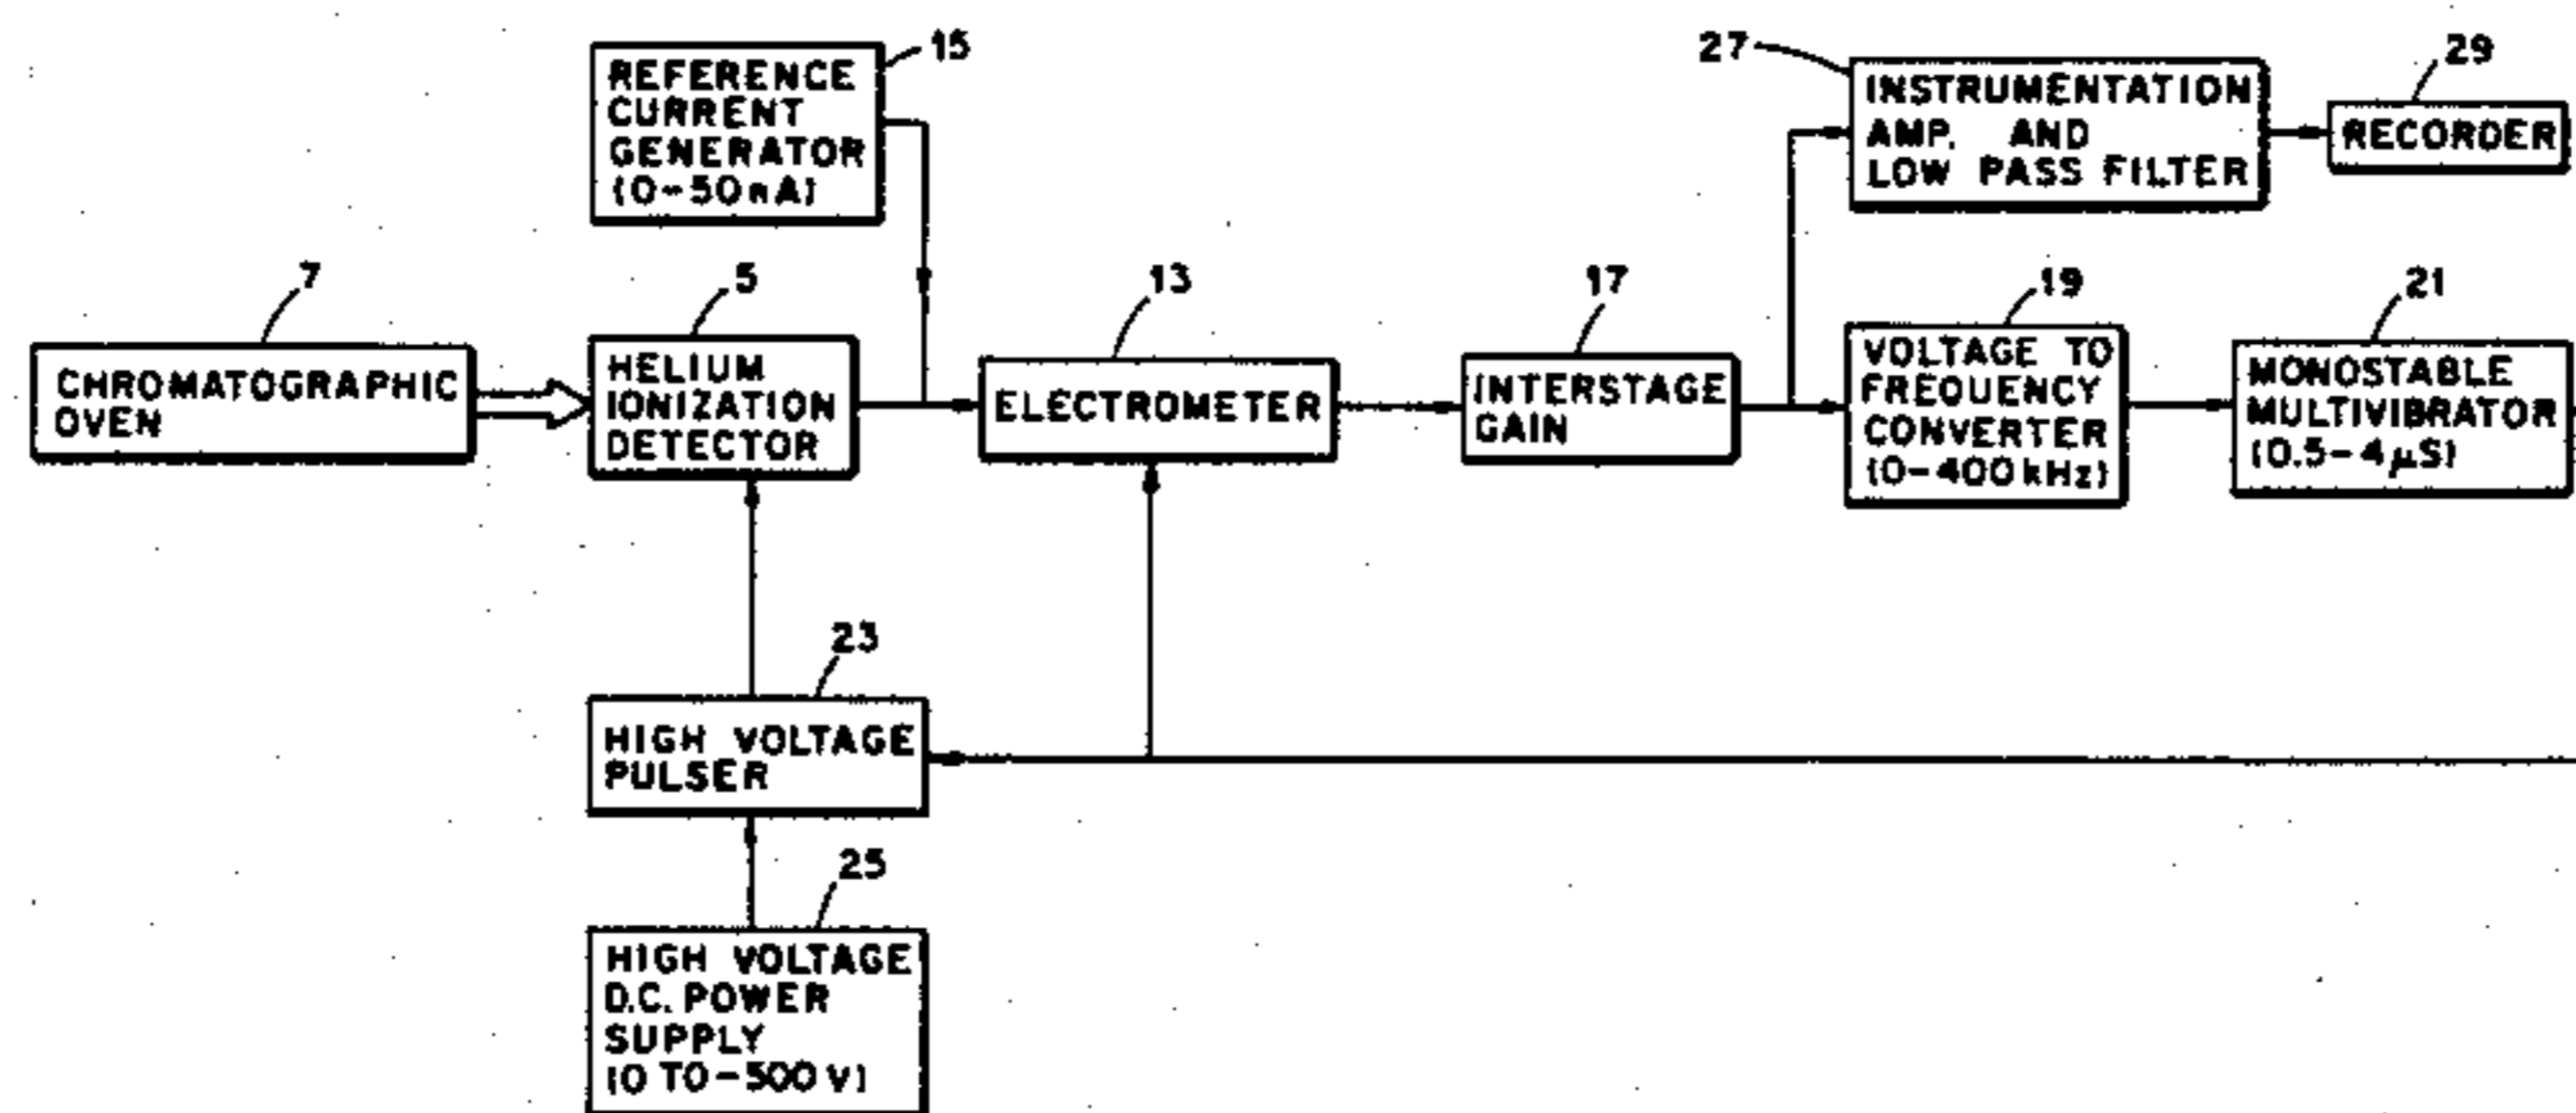 15
REFERENCE
CURRENT
GENERATOR
(0-50nA)
27
INSTRUMENTATION
AMP. AND
LOW PASS FILTER
29
RECORDER
7
CHROMATOGRAPHIC
OVEN
5
HELIUM
IONIZATION
DETECTOR
13
ELECTROMETER
17
INTERSTAGE
GAIN
19
VOLTAGE TO
FREQUENCY
CONVERTER
(0-400kHz)
21
MONOSTABLE
MULTIVIBRATOR
(0.5-4μS)
23
HIGH VOLTAGE
PULSER
25
HIGH VOLTAGE
D.C. POWER
SUPPLY
(0 TO -500 V)